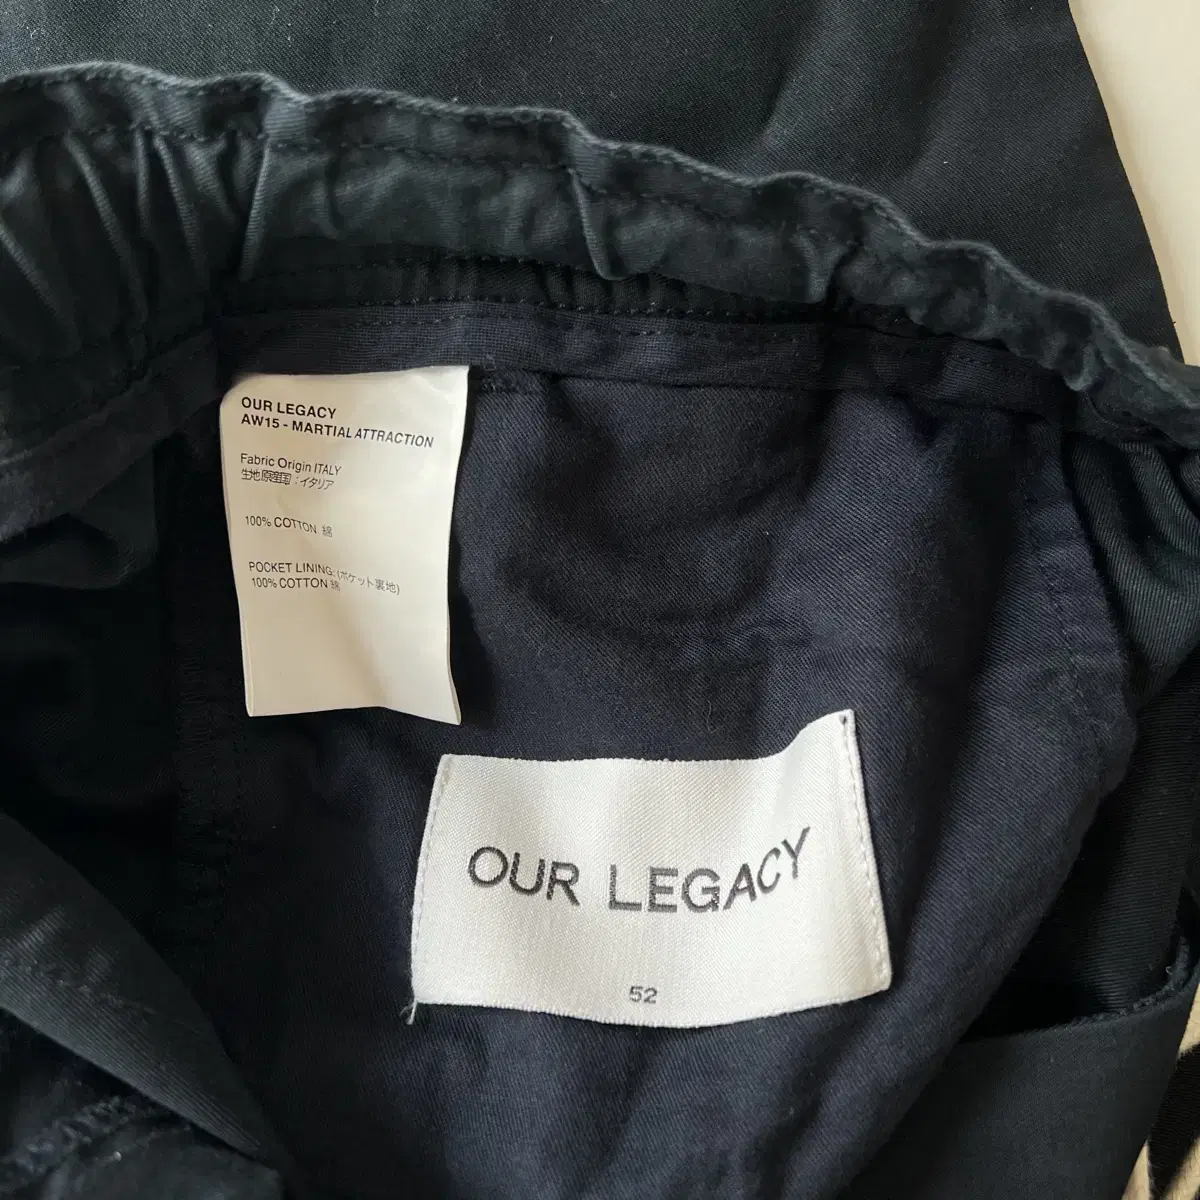 OUR LEGACY
AW15 - MARTIAL ATTRACTION
Fabric Origin ITALY
生地原産国：イタリア
100% COTTON 綿
POCKET LINING: (ポケット裏地)
100% COTTON 綿
OUR LEGACY
52